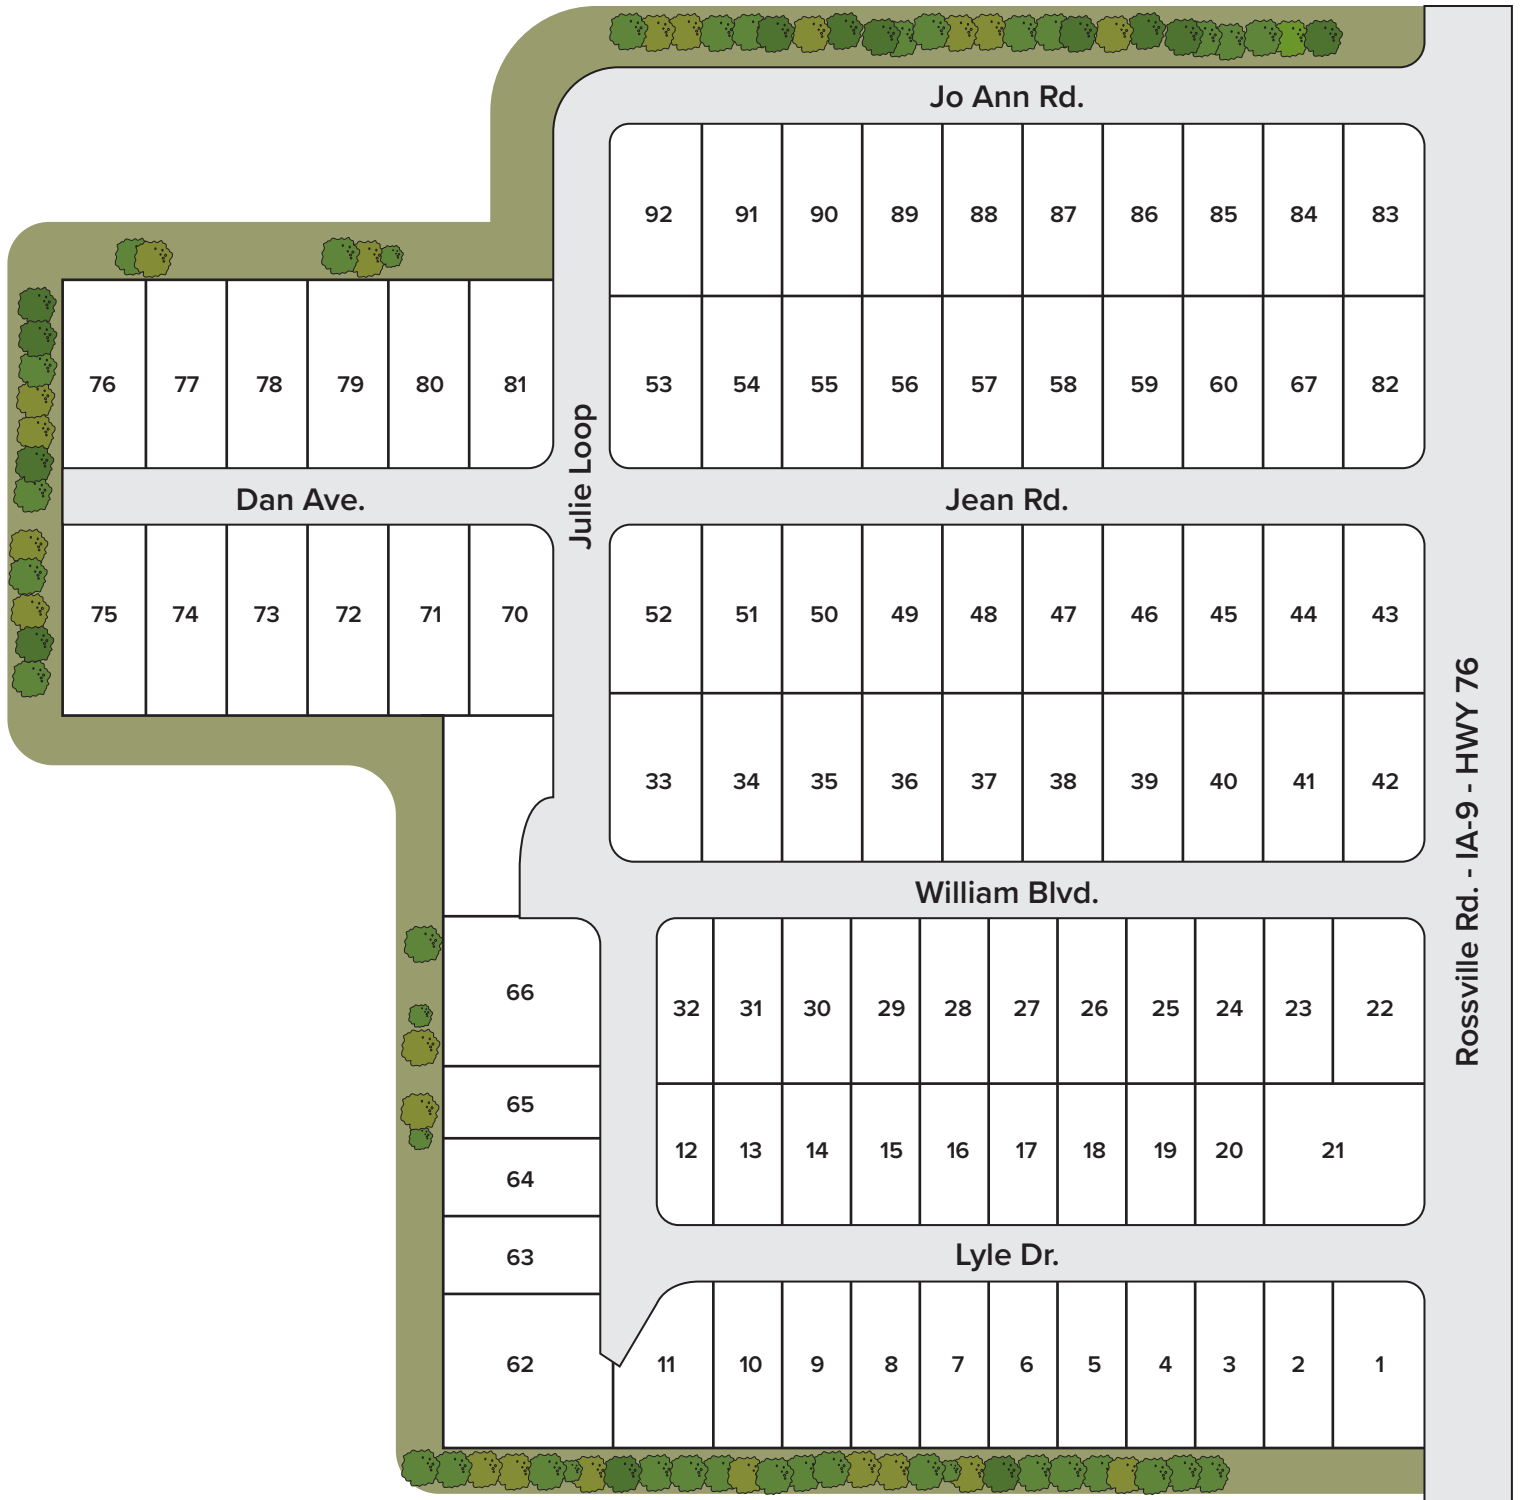 Jo Ann Rd.
92 91 90 89 88 87 86 85 84 83
76 77 78 79 80 81
53 54 55 56 57 58 59 60 67 82
Julie Loop
Dan Ave.
Jean Rd.
75 74 73 72 71 70
52 51 50 49 48 47 46 45 44 43
33 34 35 36 37 38 39 40 41 42
Rossville Rd. - IA-9 - HWY 76
William Blvd.
66
32 31 30 29 28 27 26 25 24 23 22
65
12 13 14 15 16 17 18 19 20 21
64
63
Lyle Dr.
62 11 10 9 8 7 6 5 4 3 2 1